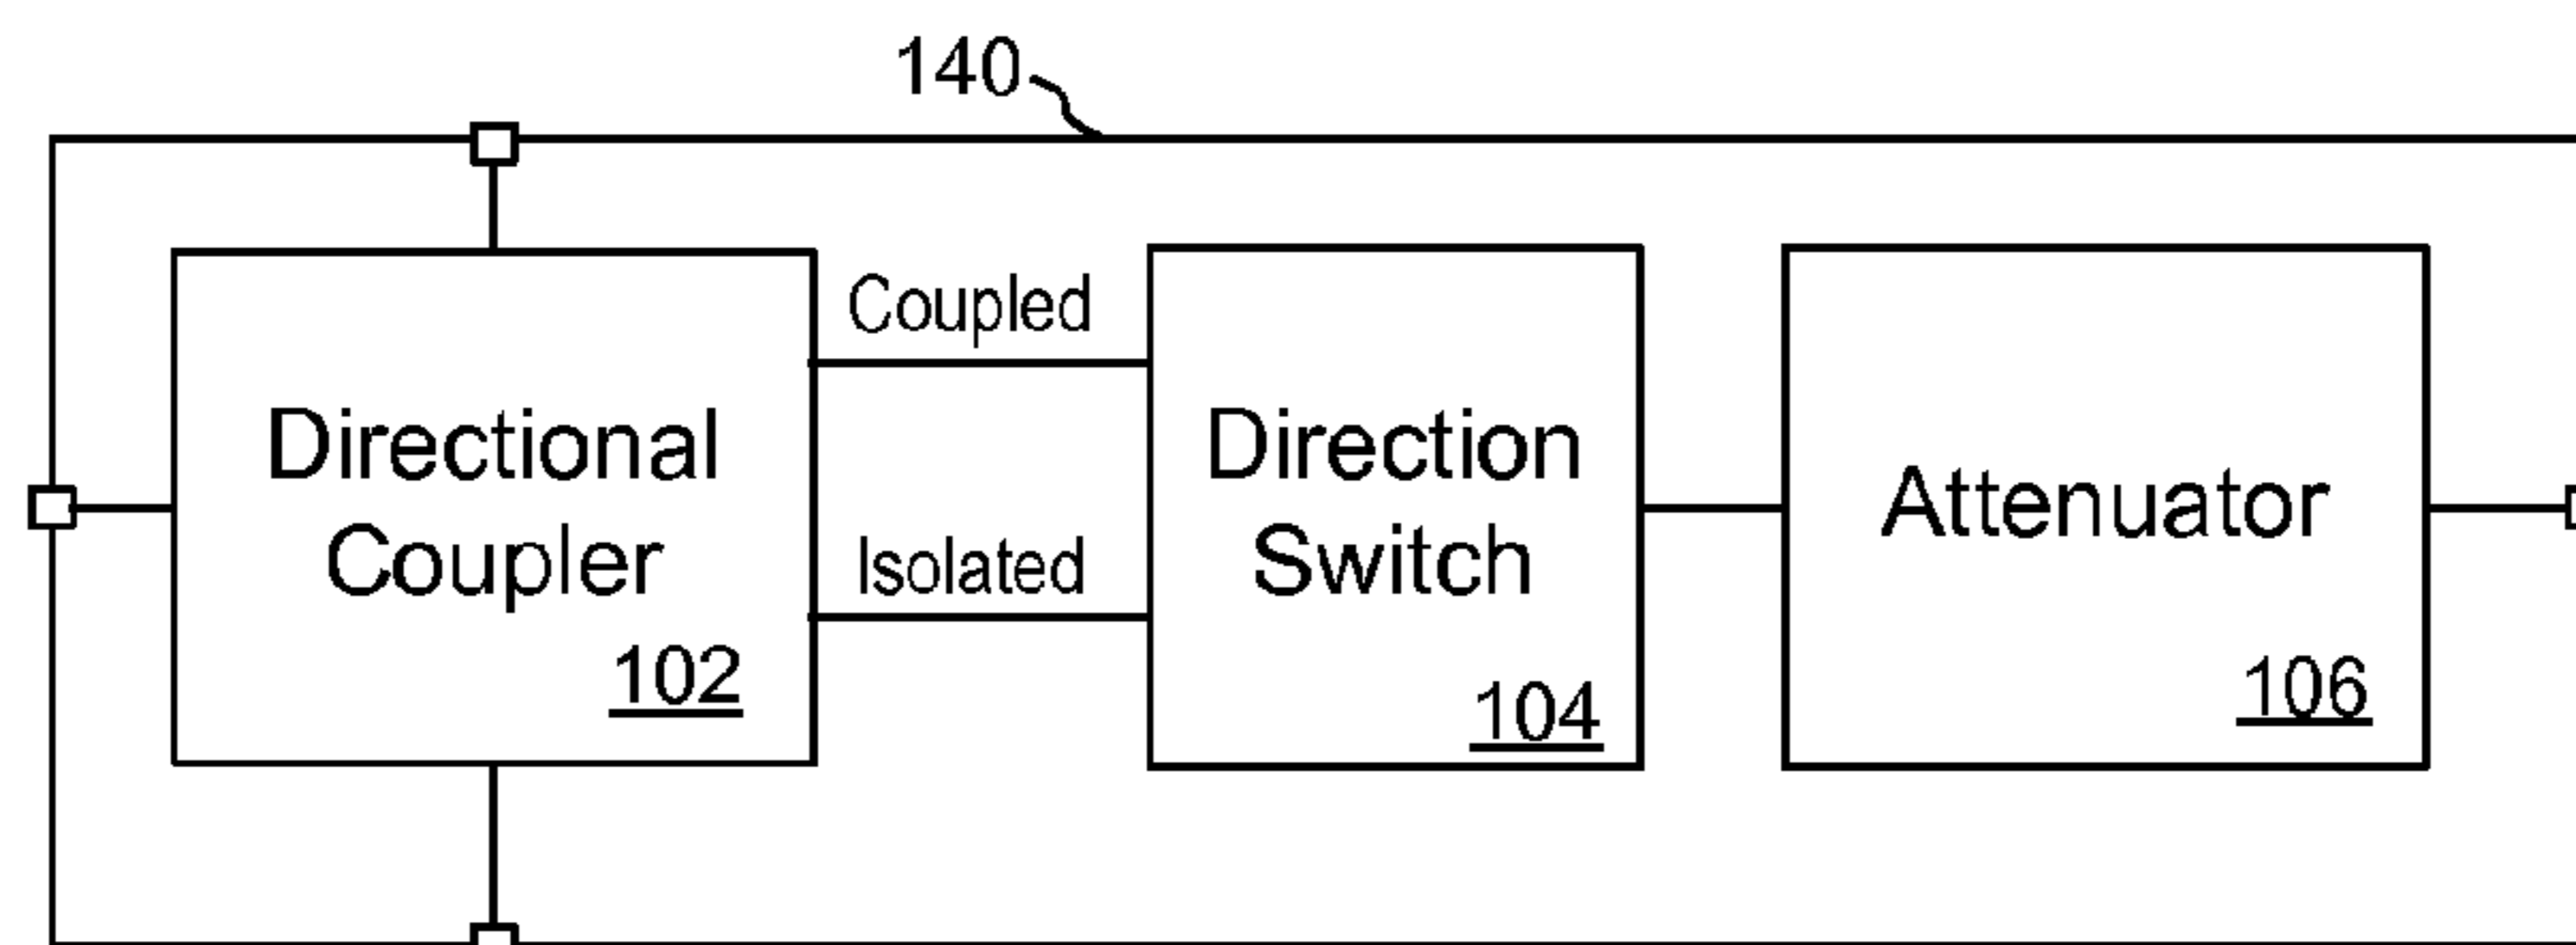 140
Coupled
Directional
Coupler
102
Isolated
Direction
Switch
104
Attenuator
106